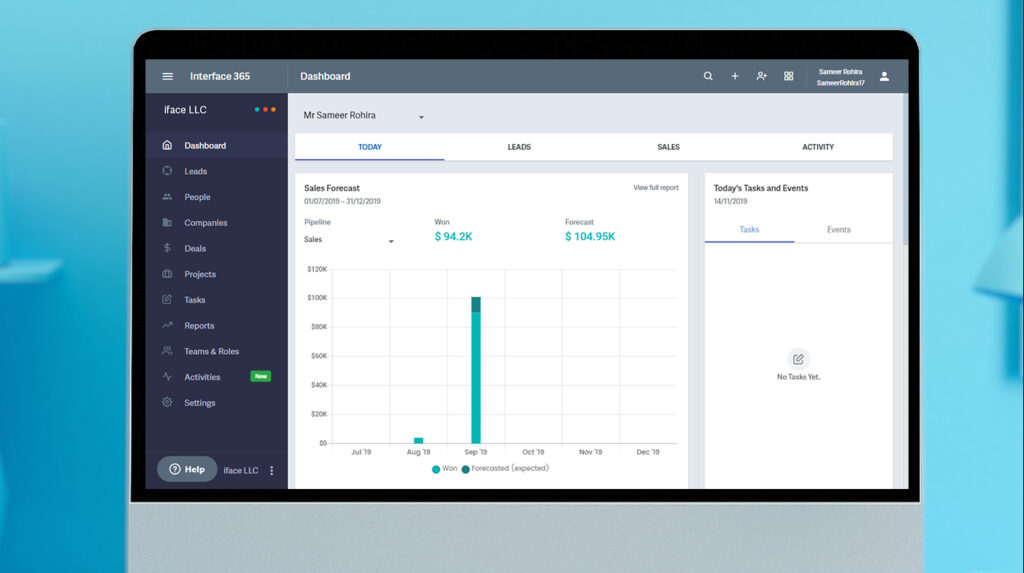 Interface 365
Dashboard
Sameer Rohira
SameerRohira17
iface LLC
Dashboard
Leads
People
Companies
Deals
Projects
Tasks
Reports
Teams & Roles
Activities New
Settings
Help
iface LLC
Mr Sameer Rohira
TODAY LEADS SALES ACTIVITY
Sales Forecast View full report
01/07/2019 – 31/12/2019
Pipeline Won Forecast
Sales $ 94.2K $ 104.95K
$120K
$100K
$80K
$60K
$40K
$20K
$0
Jul '19 Aug '19 Sep '19 Oct '19 Nov '19 Dec '19
Won Forecasted (expected)
Today's Tasks and Events
14/11/2019
Tasks Events
No Tasks Yet.